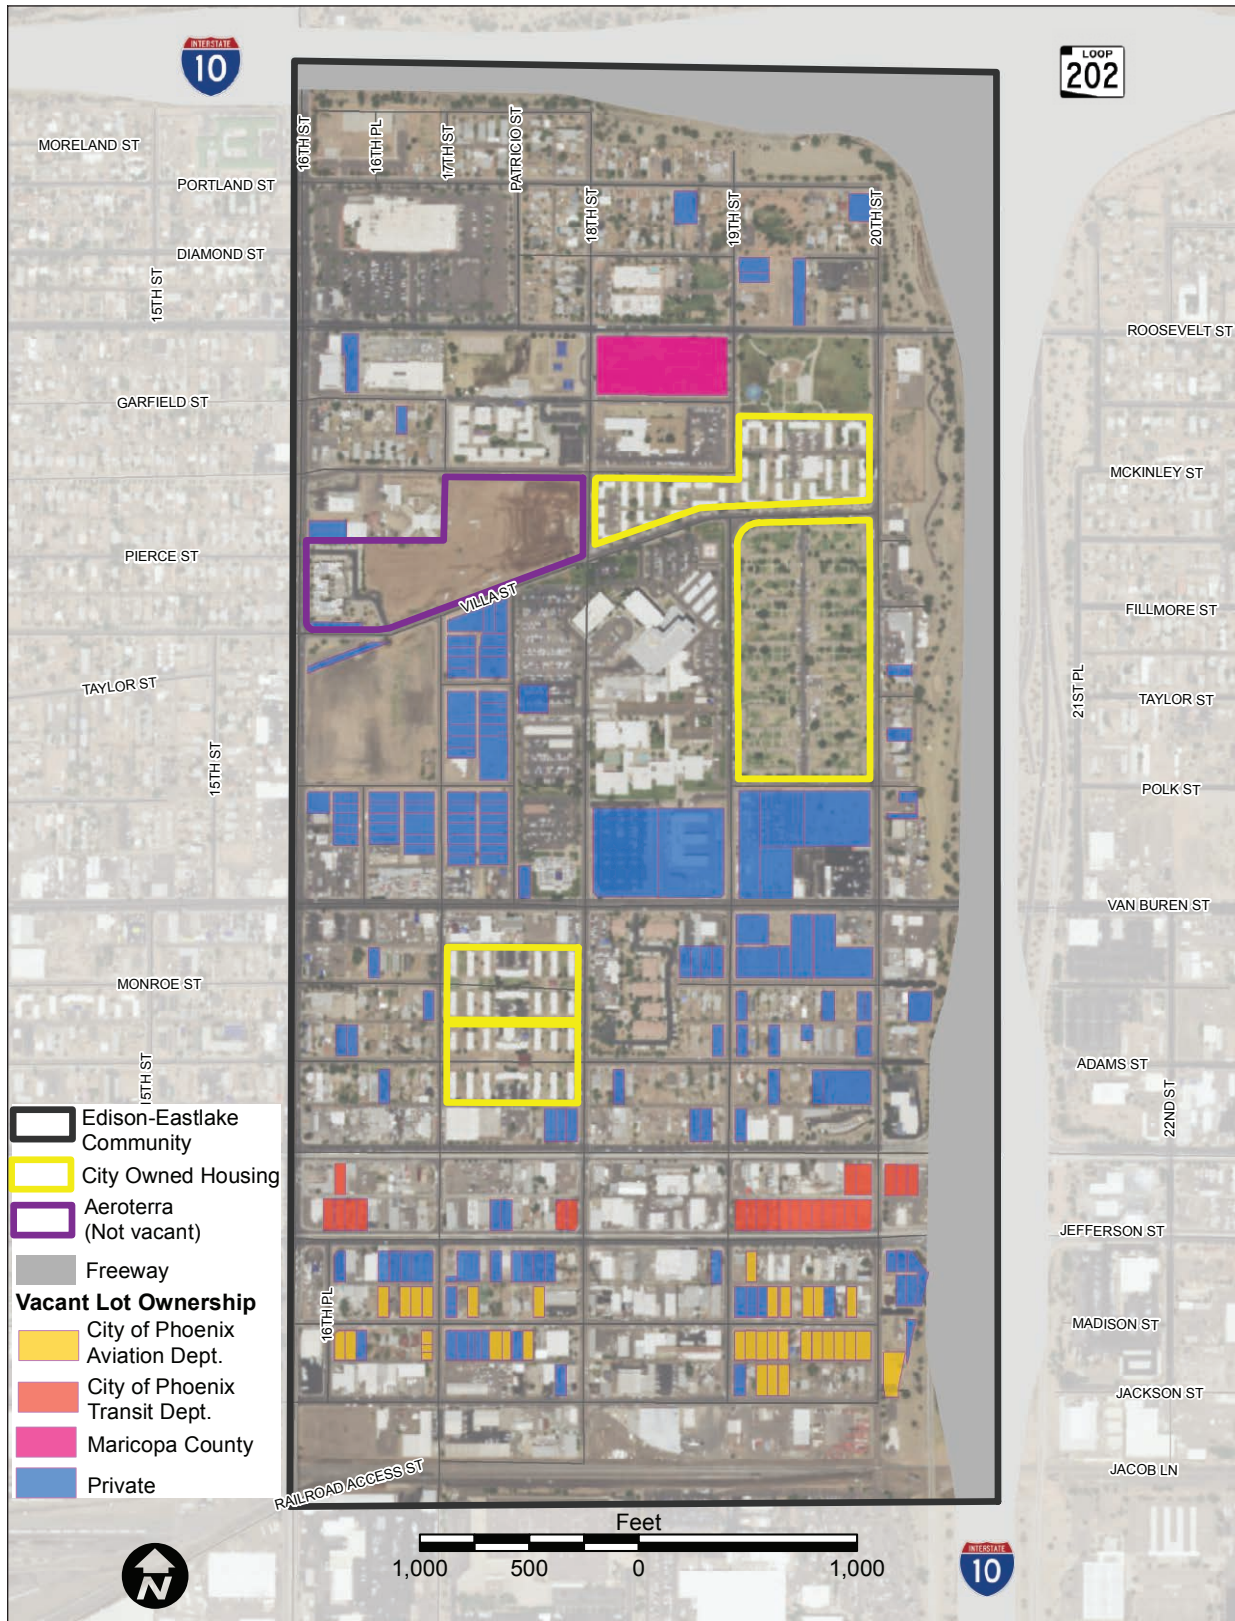 INTERSTATE
10
LOOP
202
MORELAND ST
PORTLAND ST
DIAMOND ST
15TH ST
16TH ST
16TH PL
17TH ST
PATRICIO ST
18TH ST
19TH ST
20TH ST
ROOSEVELT ST
GARFIELD ST
MCKINLEY ST
PIERCE ST
VILLA ST
FILLMORE ST
TAYLOR ST
21ST PL
TAYLOR ST
15TH ST
POLK ST
VAN BUREN ST
MONROE ST
15TH ST
ADAMS ST
22ND ST
JEFFERSON ST
16TH PL
MADISON ST
JACKSON ST
JACOB LN
RAILROAD ACCESS ST
Edison-Eastlake
Community
City Owned Housing
Aeroterra
(Not vacant)
Freeway
Vacant Lot Ownership
City of Phoenix
Aviation Dept.
City of Phoenix
Transit Dept.
Maricopa County
Private
Feet
1,000 500 0 1,000
N
INTERSTATE
10